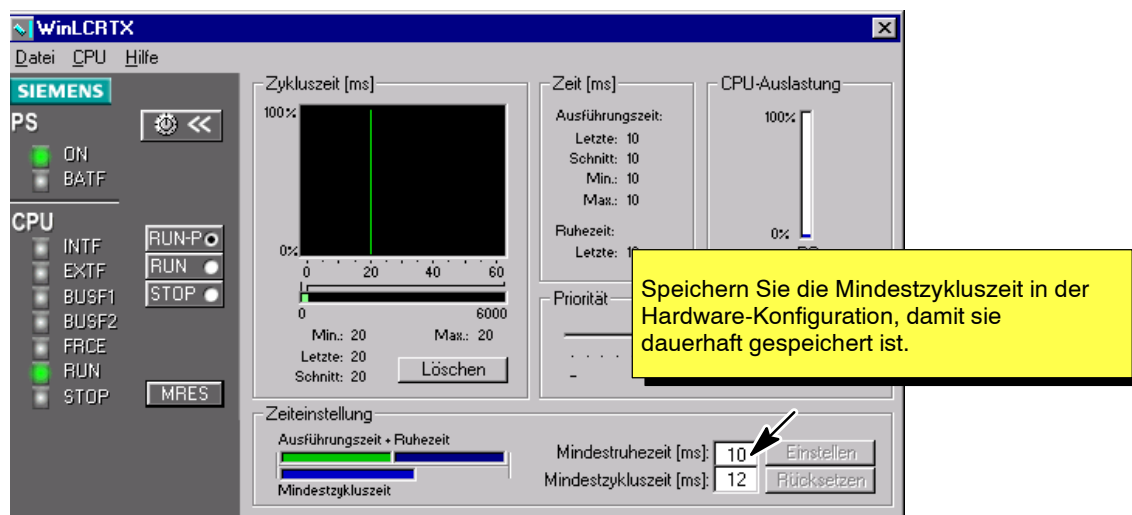 WinLCRTX
Datei CPU Hilfe
SIEMENS
PS
ON
BATF
CPU
INTF
EXTF
BUSF1
BUSF2
FRCE
RUN
STOP
RUN-P
RUN
STOP
MRES
Zykluszeit [ms]
100%
0%
0 20 40 60
0 6000
Min.: 20 Max.: 20
Letzte: 20
Schnitt: 20
Löschen
Zeit [ms]
Ausführungszeit:
Letzte: 10
Schnitt: 10
Min.: 10
Max.: 10
Ruhezeit:
Letzte:
CPU-Auslastung
100%
0%
Priorität
Speichern Sie die Mindestzykluszeit in der
Hardware-Konfiguration, damit sie
dauerhaft gespeichert ist.
Zeiteinstellung
Ausführungszeit + Ruhezeit
Mindestzykluszeit
Mindestruhezeit [ms]: 10 Einstellen
Mindestzykluszeit [ms]: 12 Rücksetzen